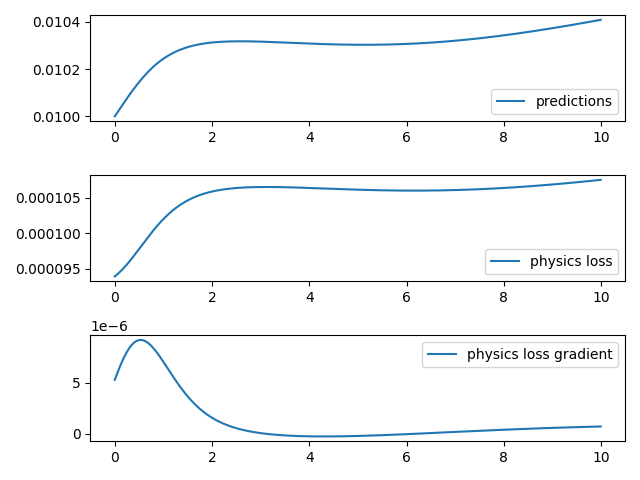 0.0104
0.0102
0.0100
predictions
0 2 4 6 8 10
0.000105
0.000100
0.000095
physics loss
0 2 4 6 8 10
1e−6
5
0
physics loss gradient
0 2 4 6 8 10